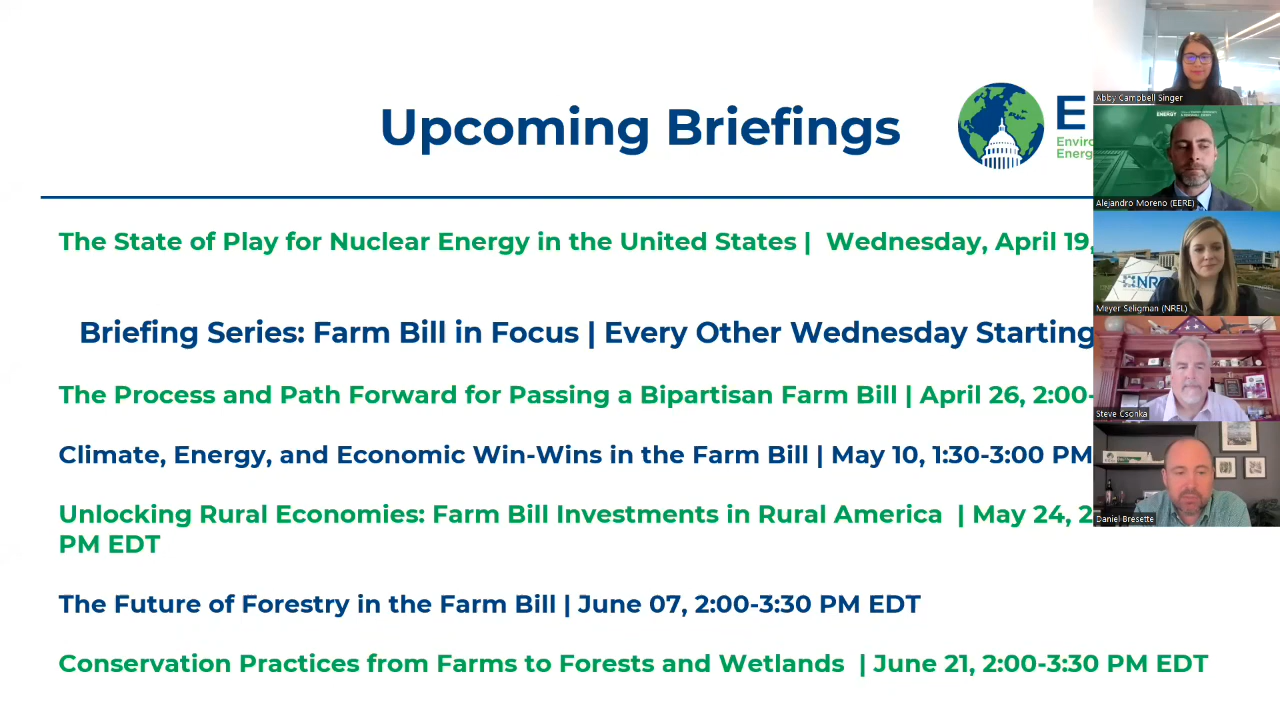 Upcoming Briefings
E
Enviro
Energ
The State of Play for Nuclear Energy in the United States | Wednesday, April 19,
Briefing Series: Farm Bill in Focus | Every Other Wednesday Starting
The Process and Path Forward for Passing a Bipartisan Farm Bill | April 26, 2:00-
Climate, Energy, and Economic Win-Wins in the Farm Bill | May 10, 1:30-3:00 PM
Unlocking Rural Economies: Farm Bill Investments in Rural America | May 24, 2
PM EDT
The Future of Forestry in the Farm Bill | June 07, 2:00-3:30 PM EDT
Conservation Practices from Farms to Forests and Wetlands | June 21, 2:00-3:30 PM EDT
Abby Campbell Singer
ENERGY
Alejandro Moreno (EERE)
NRE
Meyer Seligman (NREL)
Steve Csonka
Daniel Bresette